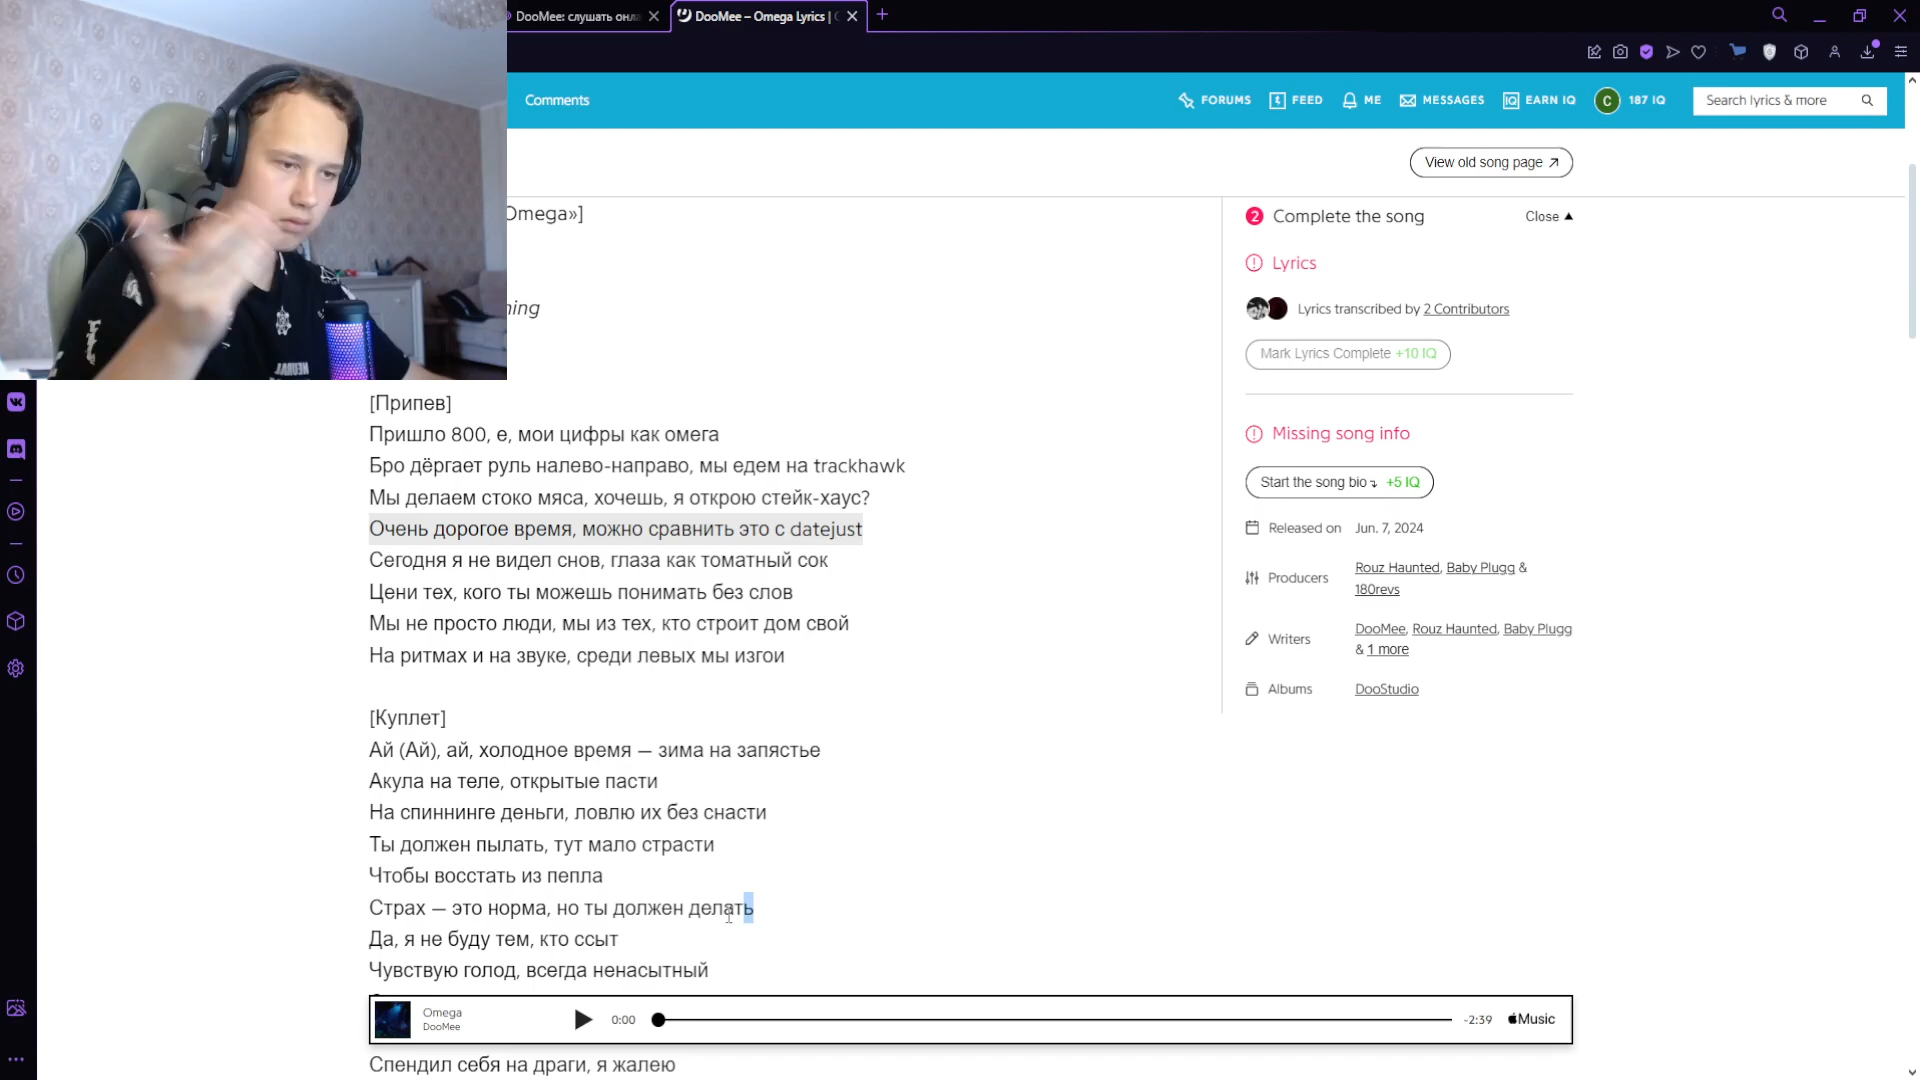 DooMee: слушать онла
DooMee – Omega Lyrics |
Comments
FORUMS
FEED
ME
MESSAGES
EARN IQ
C
187 IQ
Search lyrics & more
View old song page
Omega»]
2 Complete the song
Close
Lyrics
Lyrics transcribed by 2 Contributors
Mark Lyrics Complete +10 IQ
Missing song info
Start the song bio +5 IQ
Released on Jun. 7, 2024
Producers Rouz Haunted, Baby Plugg &
180revs
Writers DooMee, Rouz Haunted, Baby Plugg
& 1 more
Albums DooStudio
[Припев]
Пришло 800, е, мои цифры как омега
Бро дёргает руль налево-направо, мы едем на trackhawk
Мы делаем стоко мяса, хочешь, я открою стейк-хаус?
Очень дорогое время, можно сравнить это с datejust
Сегодня я не видел снов, глаза как томатный сок
Цени тех, кого ты можешь понимать без слов
Мы не просто люди, мы из тех, кто строит дом свой
На ритмах и на звуке, среди левых мы изгои
[Куплет]
Ай (Ай), ай, холодное время — зима на запястье
Акула на теле, открытые пасти
На спиннинге деньги, ловлю их без снасти
Ты должен пылать, тут мало страсти
Чтобы восстать из пепла
Страх — это норма, но ты должен делать
Да, я не буду тем, кто ссыт
Чувствую голод, всегда ненасытный
Omega
DooMee
0:00
-2:39
Music
Спендил себя на драги, я жалею